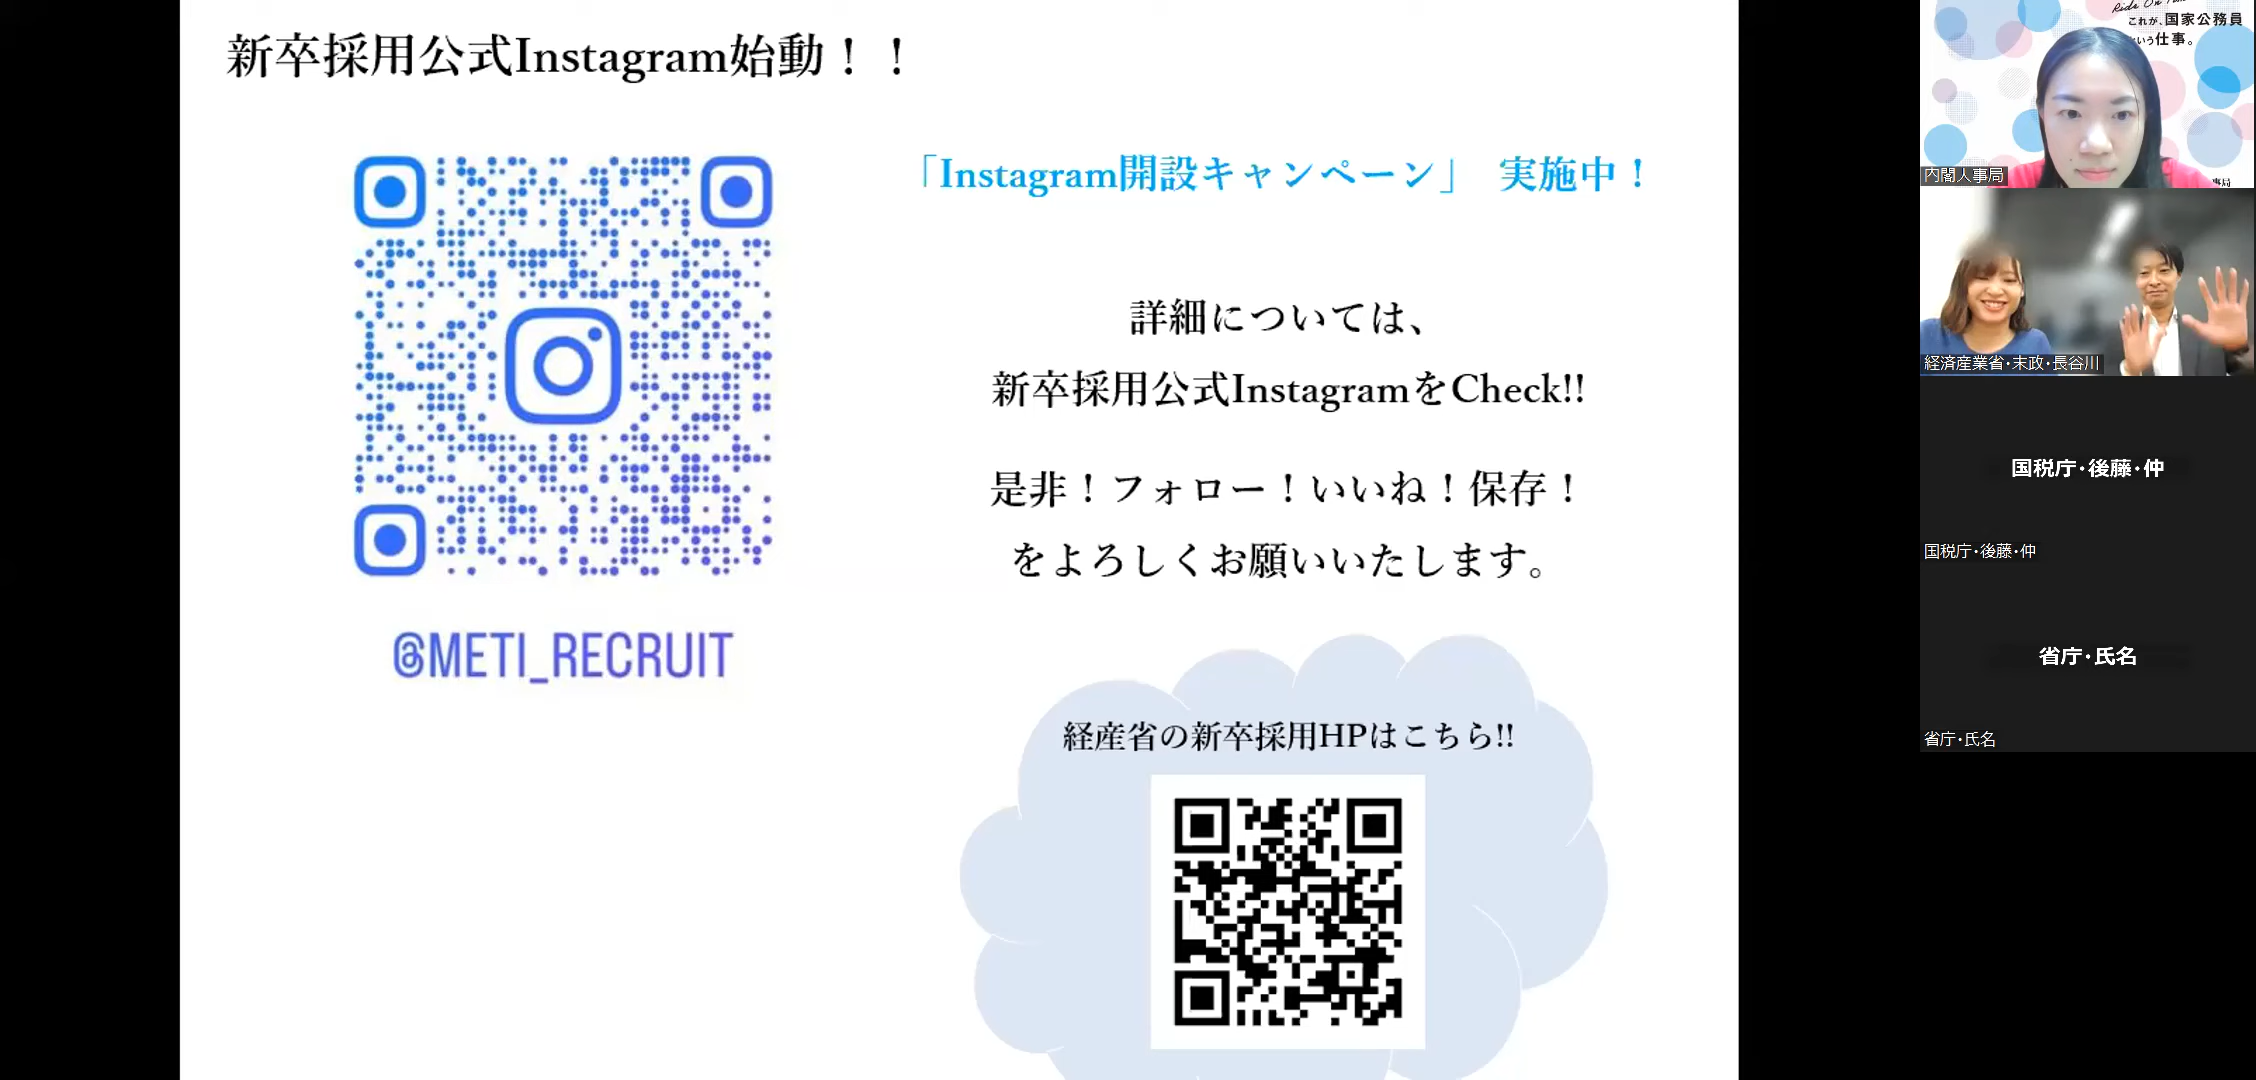 新卒採用公式Instagram始動！！
「Instagram開設キャンペーン」 実施中！
詳細については、
新卒採用公式InstagramをCheck!!
是非！フォロー！いいね！保存！
をよろしくお願いいたします。
@METI_RECRUIT
経産省の新卒採用HPはこちら!!
これが、国家公務員
いう仕事。
内閣人事局
経済産業省・末政・長谷川
国税庁・後藤・仲
国税庁・後藤・仲
省庁・氏名
省庁・氏名